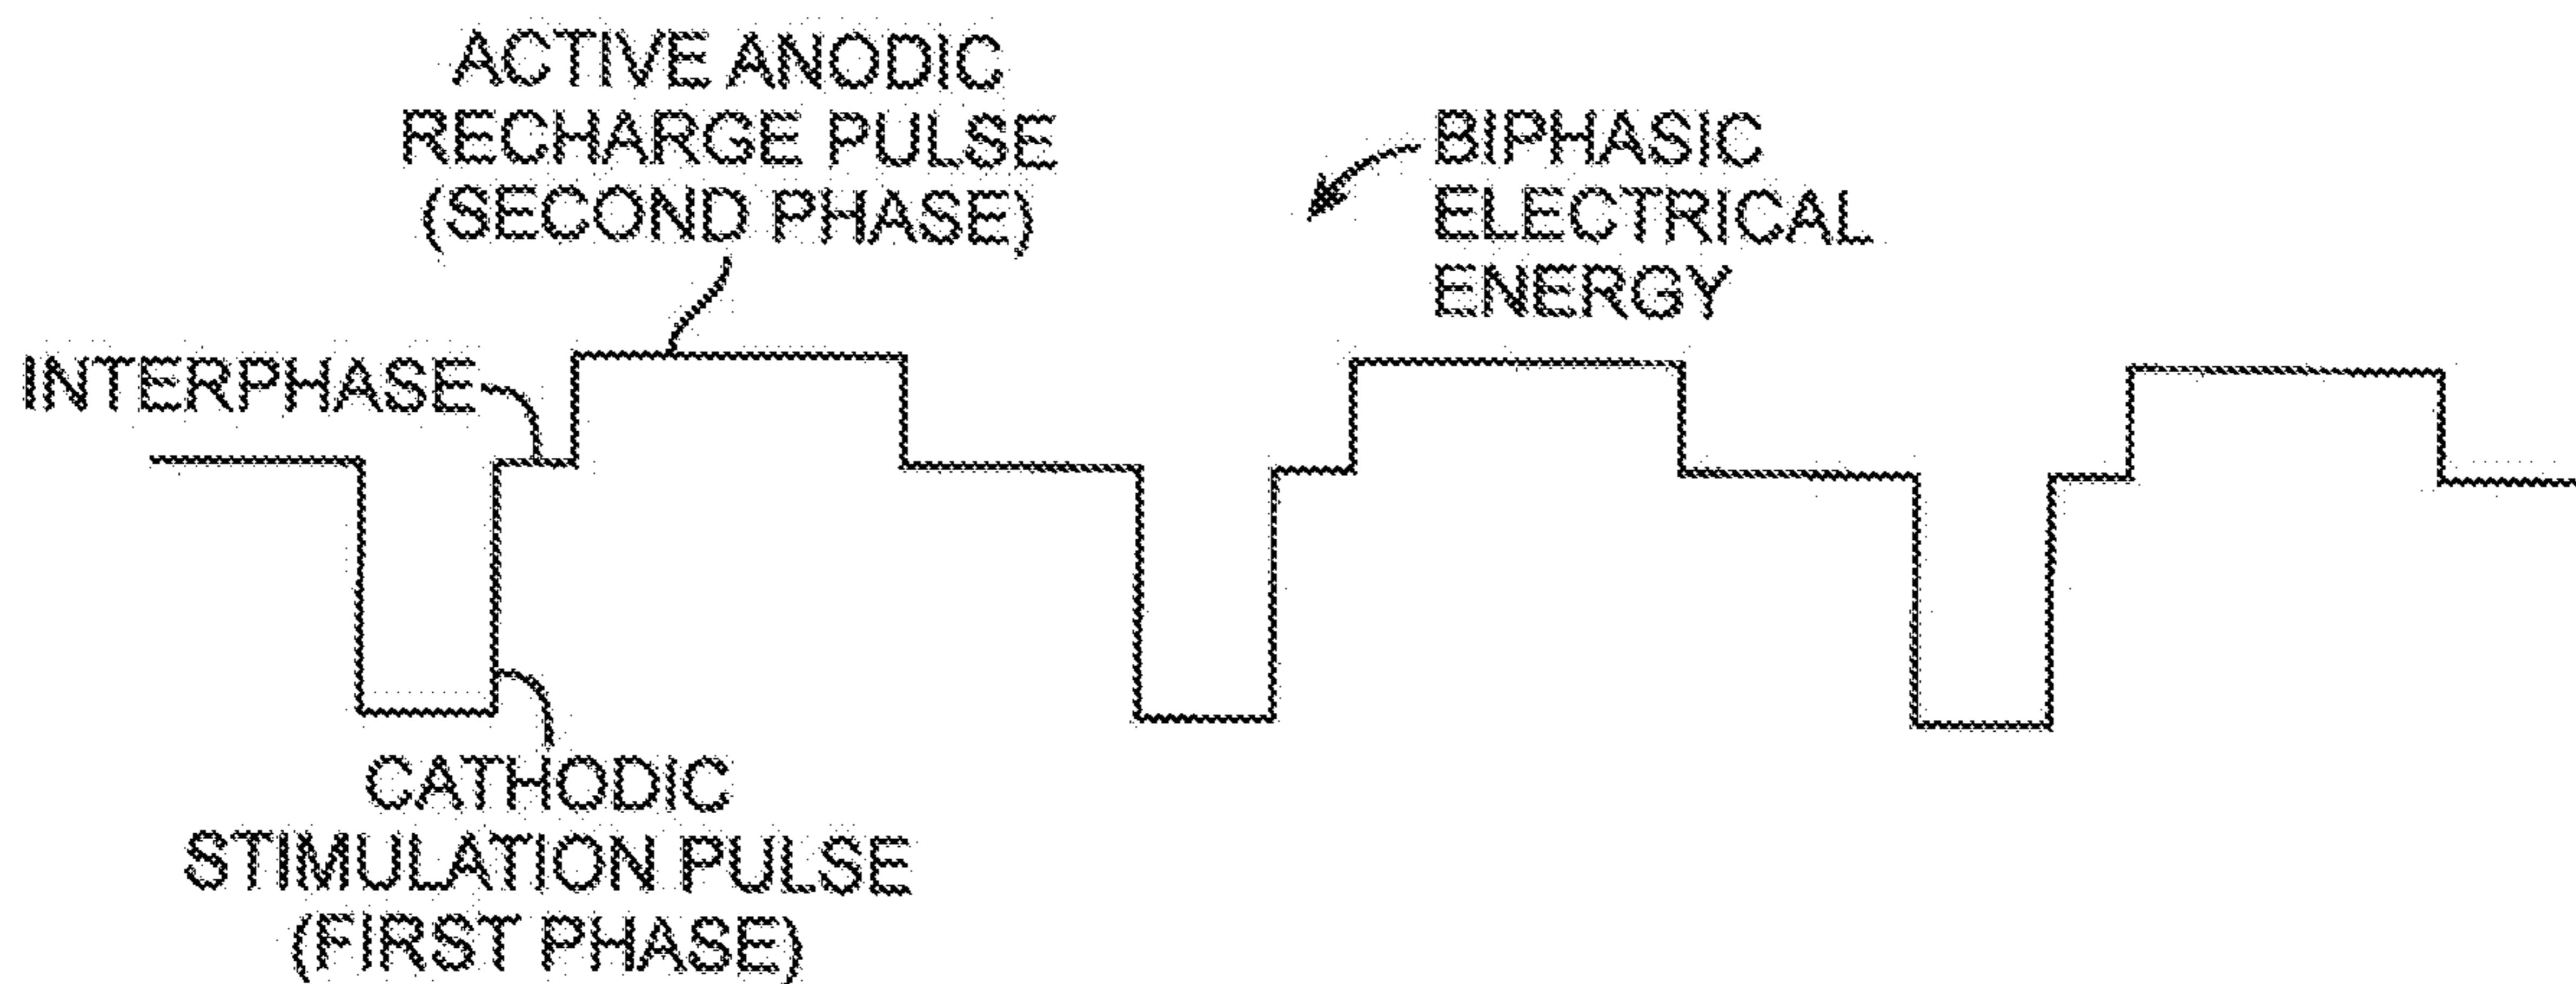 ACTIVE ANODIC
RECHARGE PULSE
(SECOND PHASE)
BIPHASIC
ELECTRICAL
ENERGY
INTERPHASE
CATHODIC
STIMULATION PULSE
(FIRST PHASE)